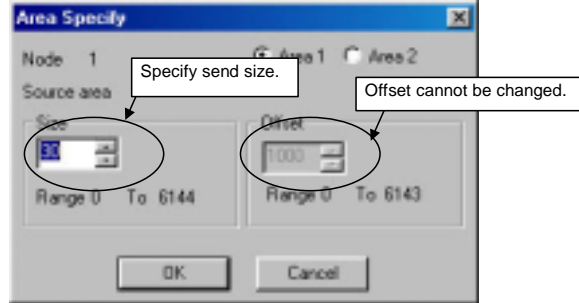 Area Specify
Node 1 Area 1 Area 2
Specify send size.
Source area
Offset cannot be changed.
Size Offset
30 1000
Range 0 To 6144 Range 0 To 6143
OK Cancel